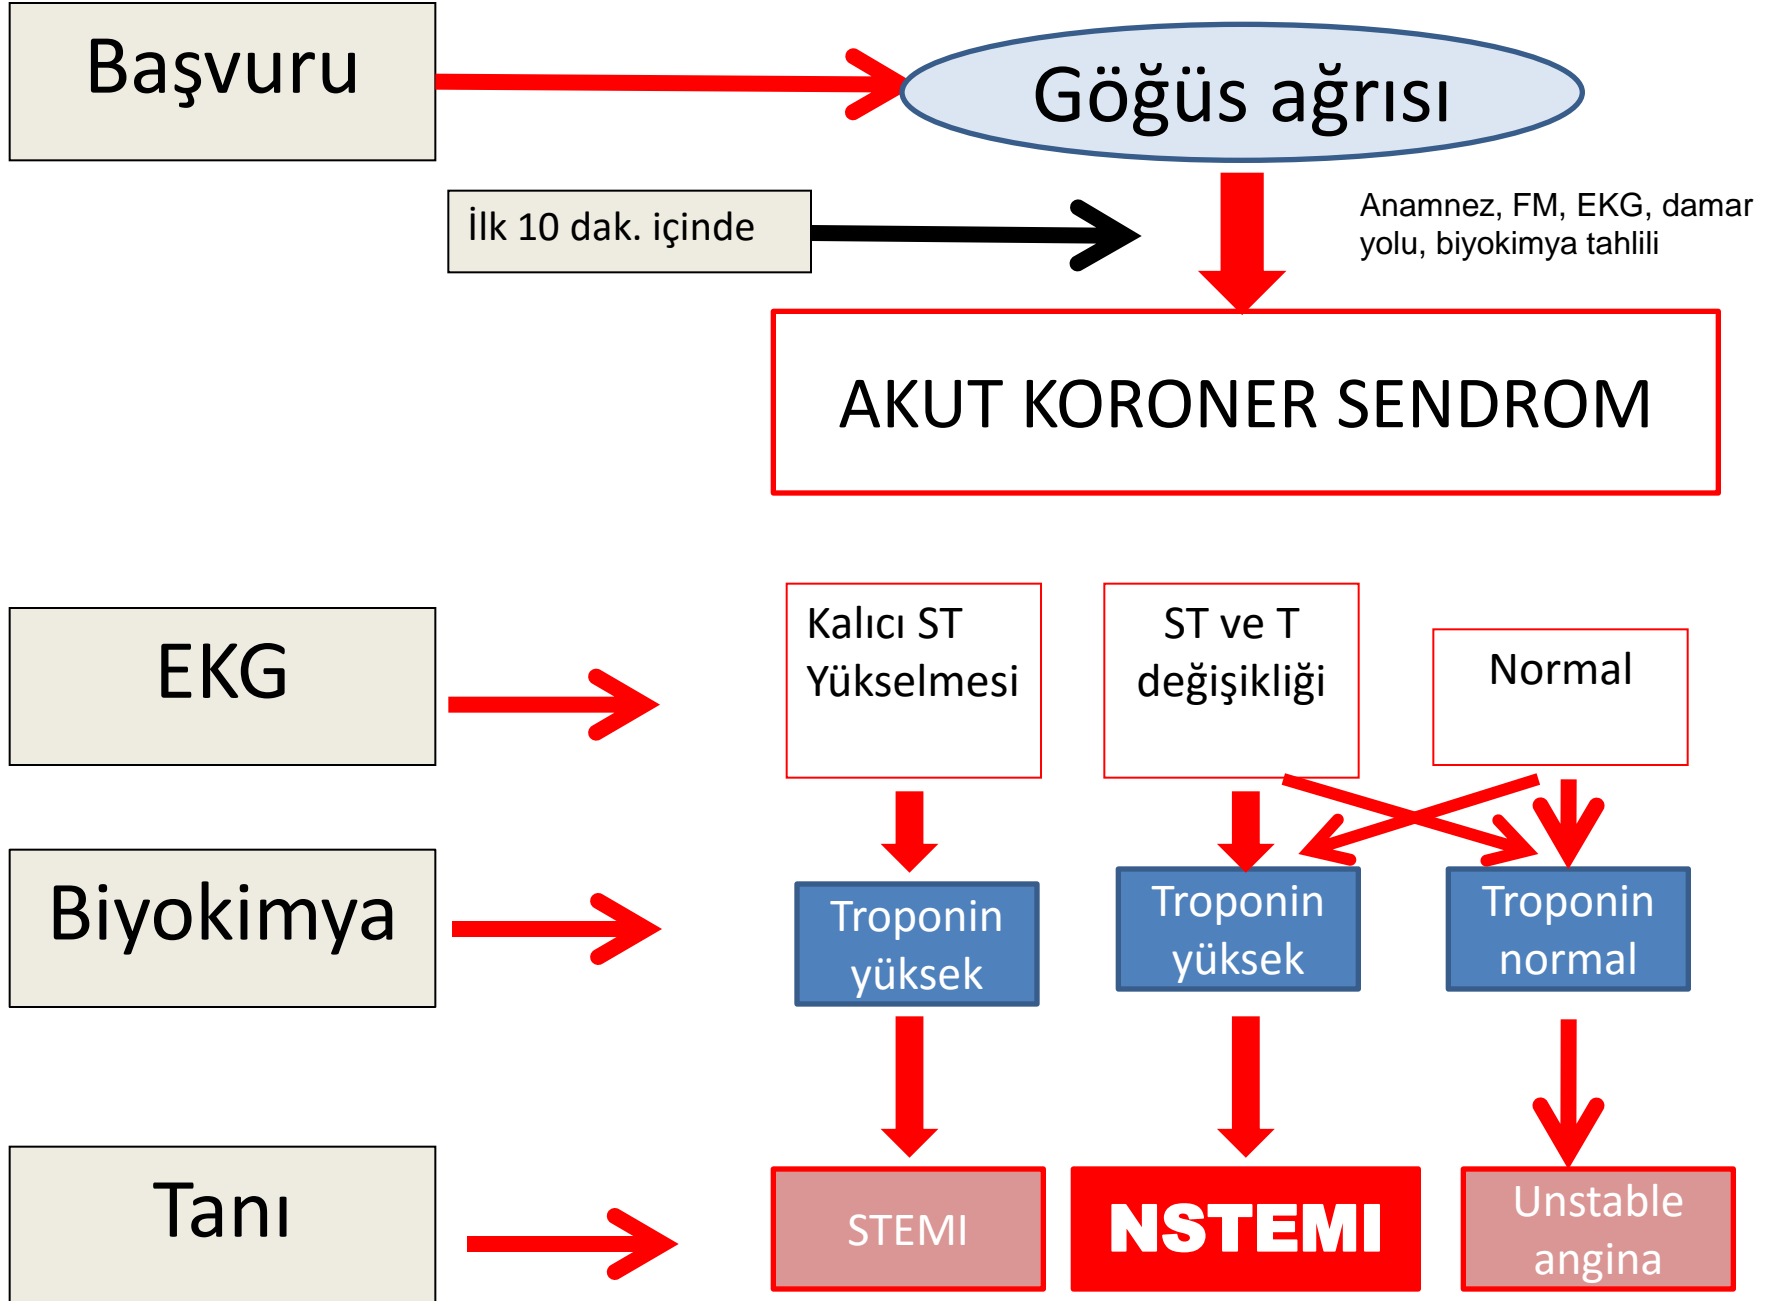 Başvuru
Göğüs ağrısı
İlk 10 dak. içinde
Anamnez, FM, EKG, damar
yolu, biyokimya tahlili
AKUT KORONER SENDROM
EKG
Kalıcı ST
Yükselmesi
ST ve T
değişikliği
Normal
Biyokimya
Troponin
yüksek
Troponin
yüksek
Troponin
normal
Tanı
STEMI
NSTEMI
Unstable
angina